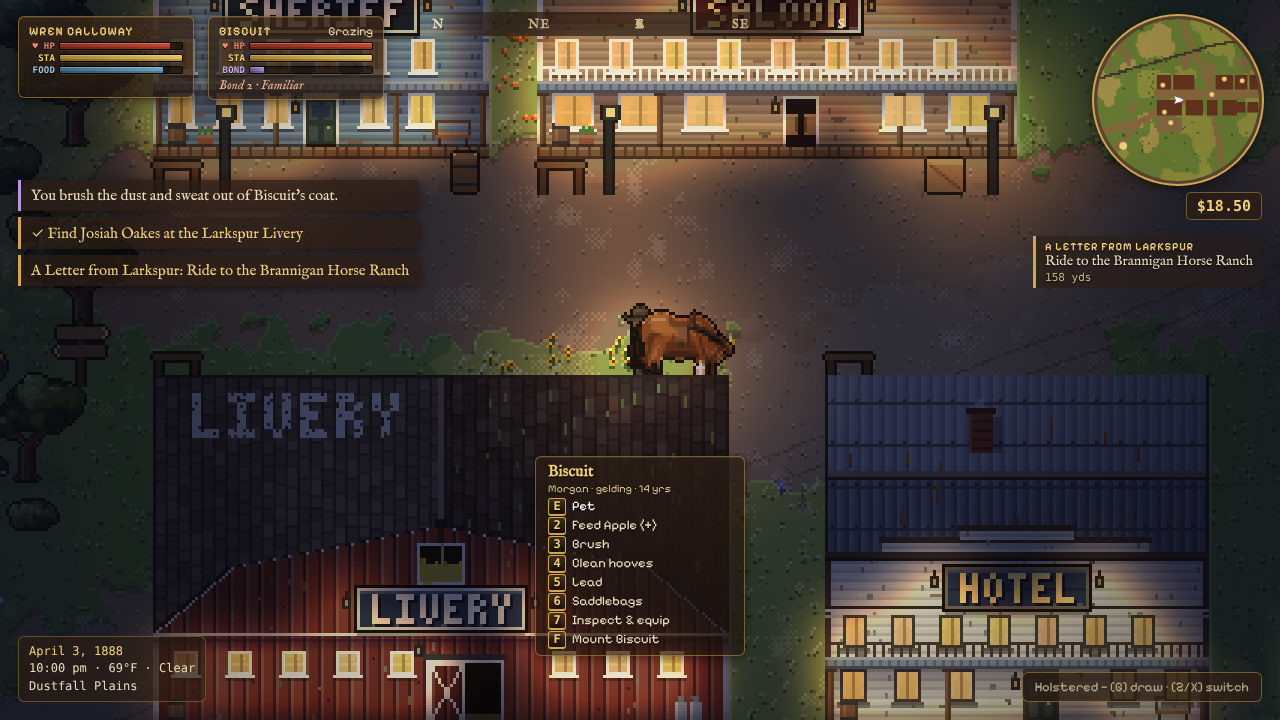 SHERIFF
SALOON
N NE E SE S
WREN CALLOWAY
♥ HP
STA
FOOD
BISCUIT Grazing
♥ HP
STA
BOND
Bond 2 · Familiar
$18.50
You brush the dust and sweat out of Biscuit's coat.
✓ Find Josiah Oakes at the Larkspur Livery
A Letter from Larkspur: Ride to the Brannigan Horse Ranch
A LETTER FROM LARKSPUR
Ride to the Brannigan Horse Ranch
158 yds
LIVERY
Biscuit
Morgan · gelding · 14 yrs
E Pet
2 Feed Apple (+)
3 Brush
4 Clean hooves
5 Lead
6 Saddlebags
7 Inspect & equip
F Mount Biscuit
LIVERY
HOTEL
April 3, 1888
10:00 pm · 69°F · Clear
Dustfall Plains
Holstered – (G) draw · (Z/X) switch